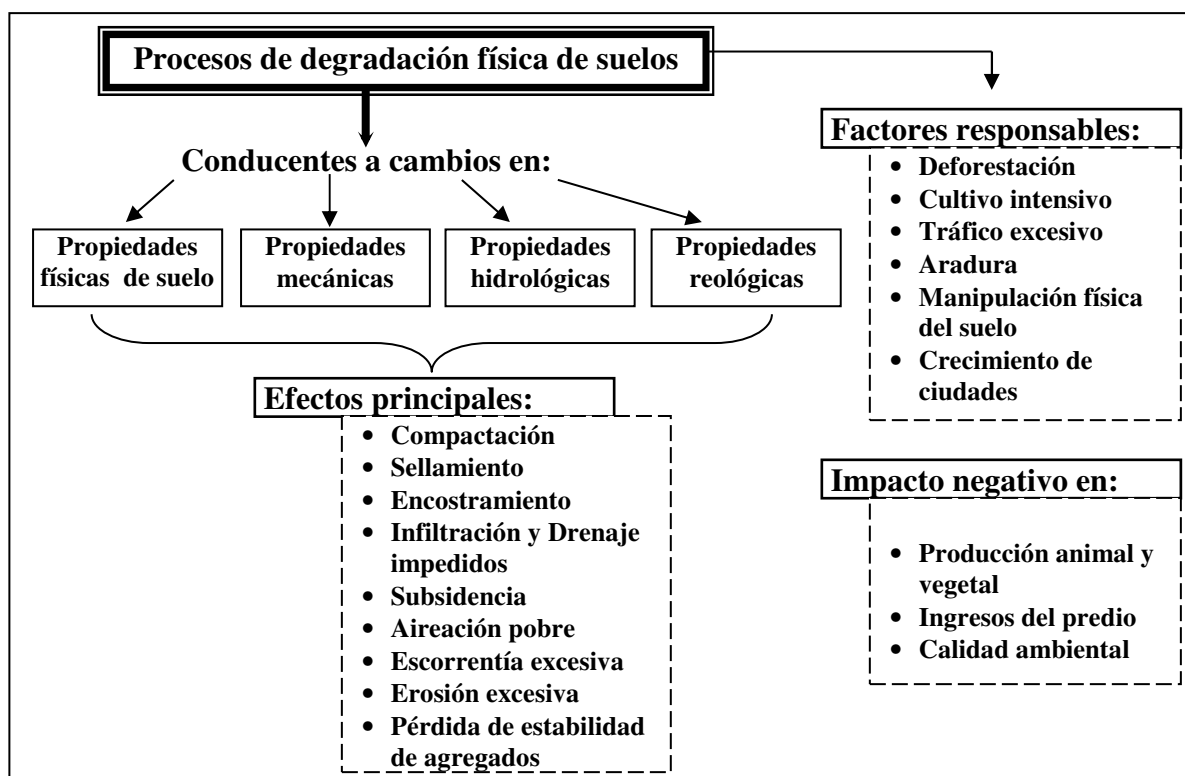 Procesos de degradación física de suelos
Conducentes a cambios en:
Propiedades
físicas de suelo
Propiedades
mecánicas
Propiedades
hidrológicas
Propiedades
reológicas
Efectos principales:
• Compactación
• Sellamiento
• Encostramiento
• Infiltración y Drenaje
impedidos
• Subsidencia
• Aireación pobre
• Escorrentía excesiva
• Erosión excesiva
• Pérdida de estabilidad
de agregados
Factores responsables:
• Deforestación
• Cultivo intensivo
• Tráfico excesivo
• Aradura
• Manipulación física
del suelo
• Crecimiento de
ciudades
Impacto negativo en:
• Producción animal y
vegetal
• Ingresos del predio
• Calidad ambiental